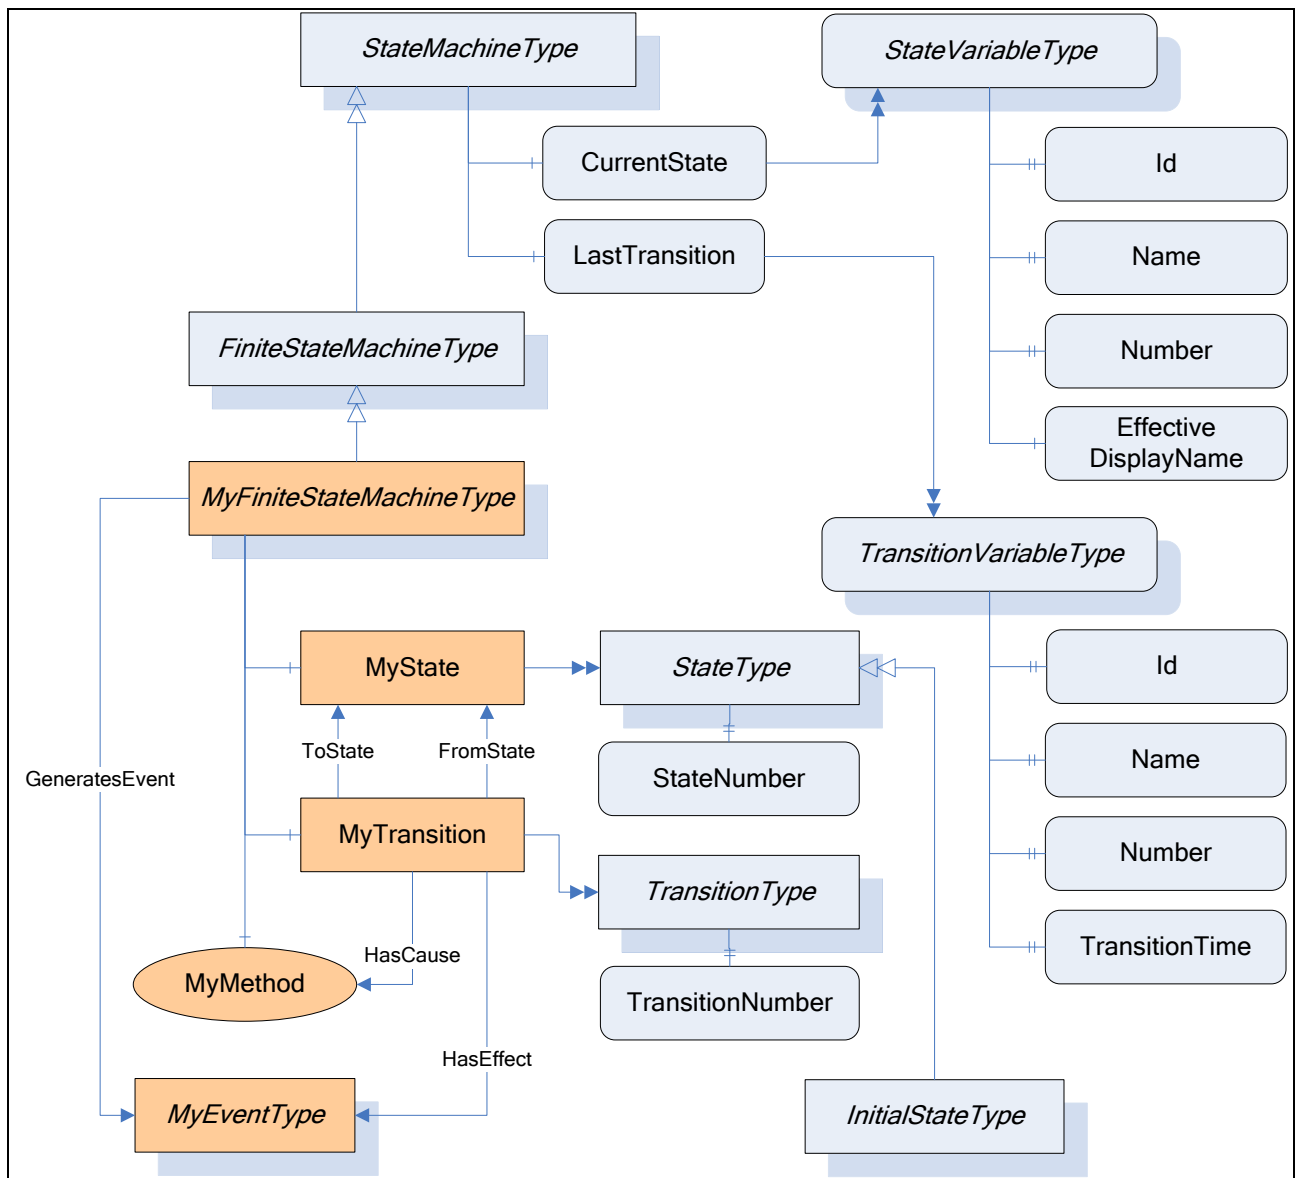 StateMachineType
StateVariableType
CurrentState
Id
LastTransition
Name
FiniteStateMachineType
Number
Effective
DisplayName
MyFiniteStateMachineType
TransitionVariableType
MyState
StateType
Id
ToState
FromState
GeneratesEvent
StateNumber
Name
MyTransition
Number
TransitionType
HasCause
TransitionTime
MyMethod
TransitionNumber
HasEffect
MyEventType
InitialStateType